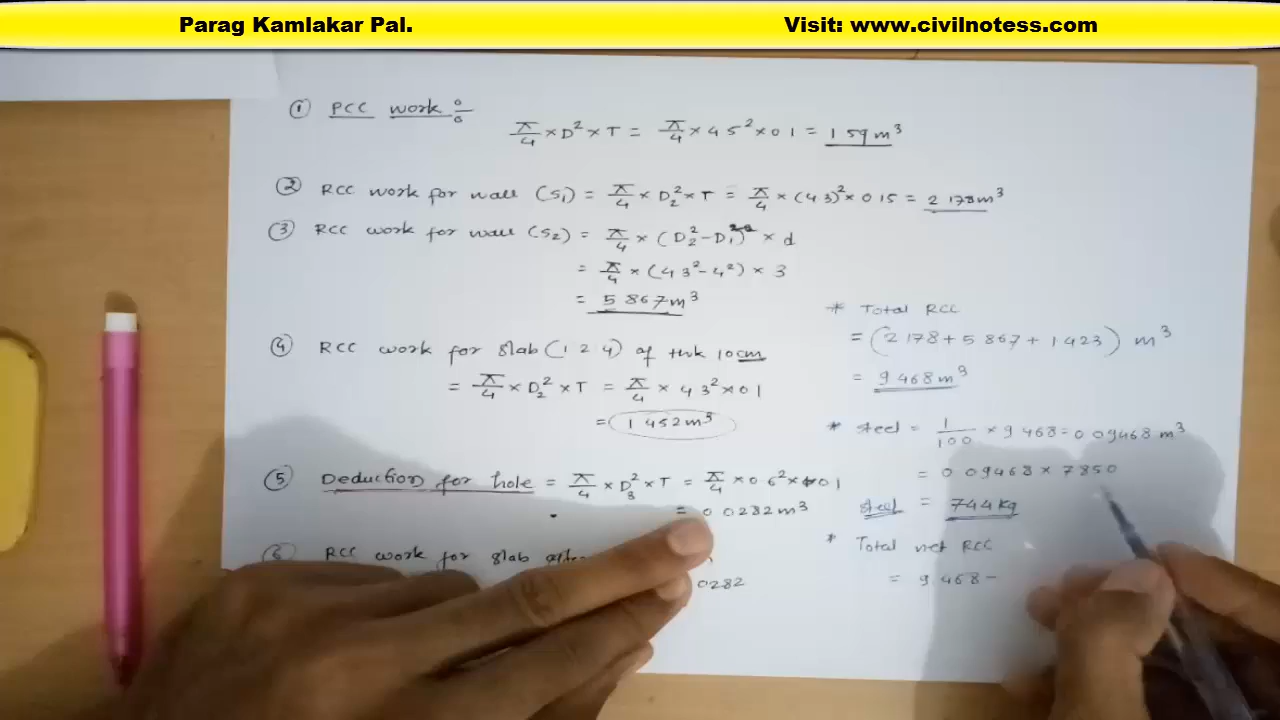 Parag Kamlakar Pal.
Visit: www.civilnotess.com
① PCC work :-
π/4 × D² × T = π/4 × 4 5² × 0 1 = 1 59 m³
② RCC work for wall (S₁) = π/4 × D₂² × T = π/4 × (4 3)² × 0 15 = 2 178 m³
③ RCC work for wall (S₂) = π/4 × (D₂² - D₁²) × d
= π/4 × (4 3² - 4²) × 3
= 5 867 m³
④ RCC work for slab (1 2 4) of thk 10 cm
= π/4 × D₂² × T = π/4 × 4 3² × 0 1
= 1 452 m³
⑤ Deduction for hole = π/4 × D₃² × T = π/4 × 0 6² × 0 1
= 0 0282 m³
⑥ RCC work for slab
0282
* Total RCC
= (2 178 + 5 867 + 1 423) m³
= 9 468 m³
* steel = 1/100 × 9 468 = 0 09468 m³
= 0 09468 × 7850
steel = 744 kg
* Total net RCC
= 9 468 -